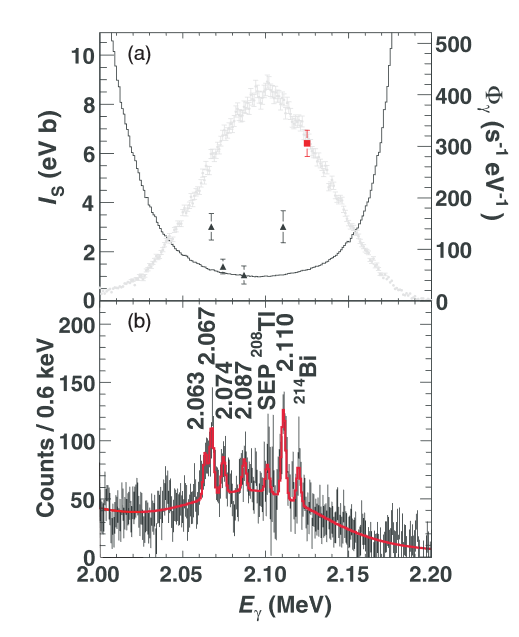 (a)
10
8
6
4
2
0
I_S (eV b)
500
400
300
200
100
0
Φ_γ (s⁻¹ eV⁻¹)
(b)
200
150
100
50
0
Counts / 0.6 keV
2.063
2.067
2.074
2.087
SEP ²⁰⁸Tl
2.110
²¹⁴Bi
2.00 2.05 2.10 2.15 2.20
E_γ (MeV)